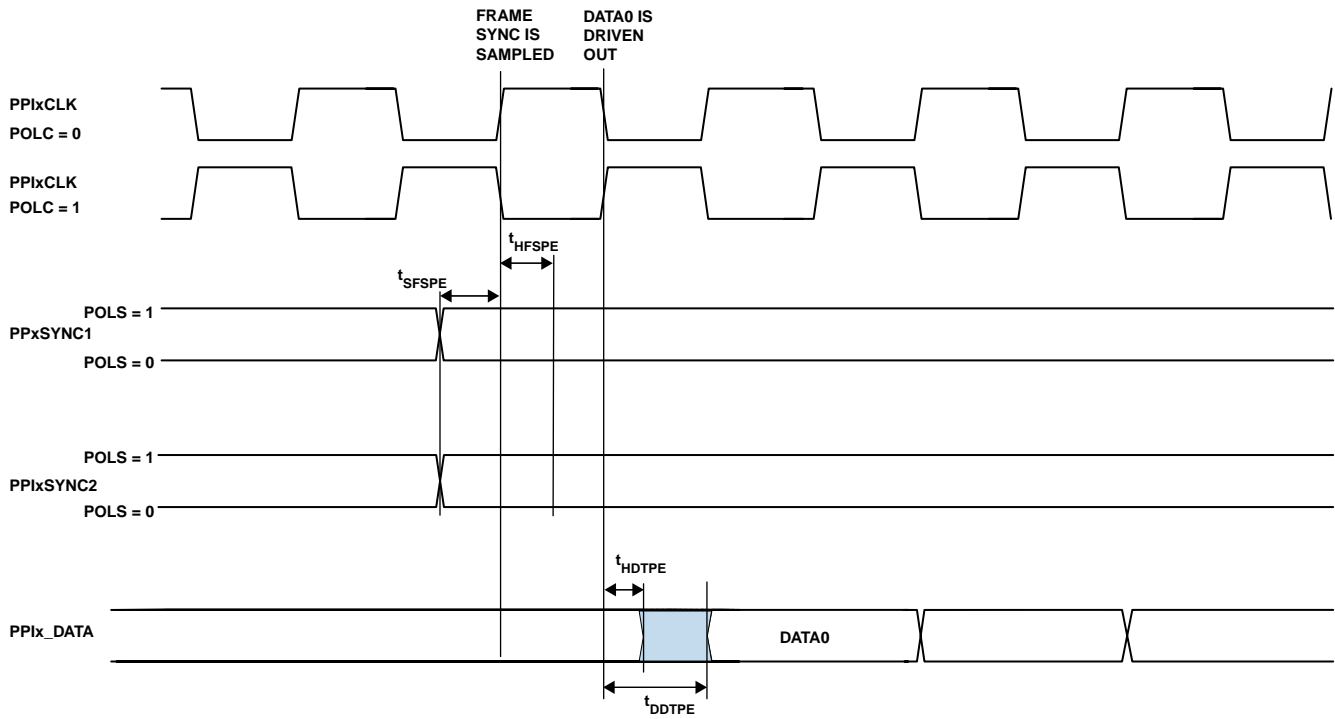 FRAME
SYNC IS
SAMPLED
DATA0 IS
DRIVEN
OUT
PPIxCLK
POLC = 0
PPIxCLK
POLC = 1
tHFSPE
tSFSPE
POLS = 1
PPxSYNC1
POLS = 0
POLS = 1
PPIxSYNC2
POLS = 0
tHDTPE
PPIx_DATA
DATA0
tDDTPE